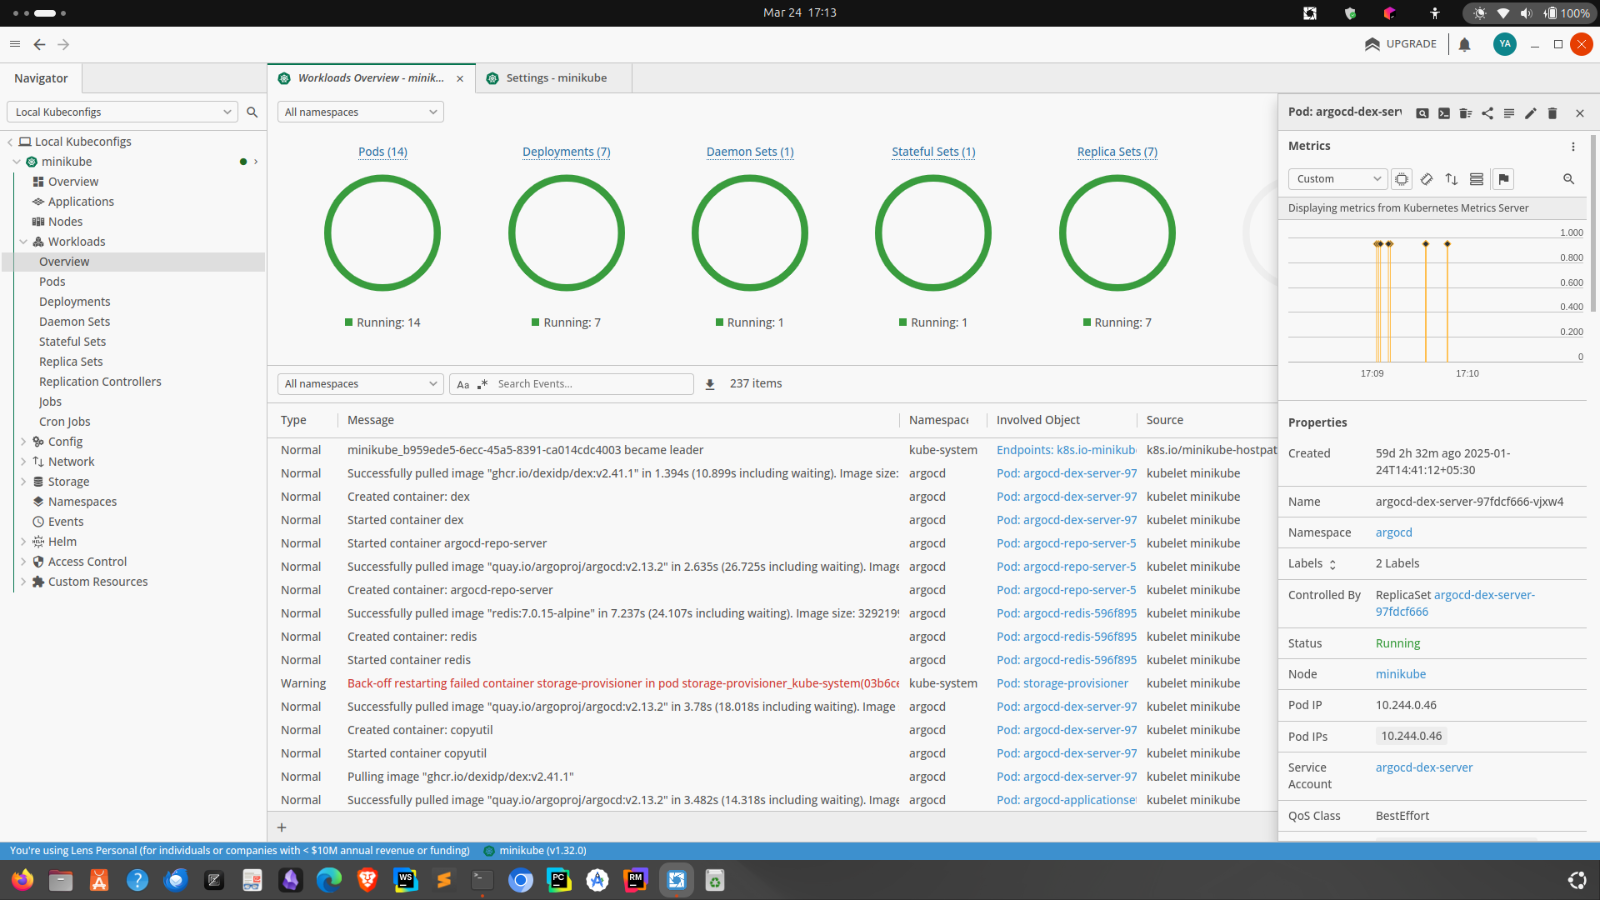 Mar 24 17:13
100%
UPGRADE
YA
Navigator
Workloads Overview - minik...
Settings - minikube
Local Kubeconfigs
All namespaces
Pod: argocd-dex-serv
Local Kubeconfigs
minikube
Overview
Applications
Nodes
Workloads
Overview
Pods
Deployments
Daemon Sets
Stateful Sets
Replica Sets
Replication Controllers
Jobs
Cron Jobs
Config
Network
Storage
Namespaces
Events
Helm
Access Control
Custom Resources
Pods (14)
Deployments (7)
Daemon Sets (1)
Stateful Sets (1)
Replica Sets (7)
Running: 14
Running: 7
Running: 1
Running: 1
Running: 7
All namespaces
Aa
.*
Search Events...
237 items
Type Message Namespace Involved Object Source
Normal minikube_b959ede5-6ecc-45a5-8391-ca014cdc4003 became leader kube-system Endpoints: k8s.io-minikub k8s.io/minikube-hostpat
Normal Successfully pulled image "ghcr.io/dexidp/dex:v2.41.1" in 1.394s (10.899s including waiting). Image size: argocd Pod: argocd-dex-server-97 kubelet minikube
Normal Created container: dex argocd Pod: argocd-dex-server-97 kubelet minikube
Normal Started container dex argocd Pod: argocd-dex-server-97 kubelet minikube
Normal Started container argocd-repo-server argocd Pod: argocd-repo-server-5 kubelet minikube
Normal Successfully pulled image "quay.io/argoproj/argocd:v2.13.2" in 2.635s (26.725s including waiting). Image argocd Pod: argocd-repo-server-5 kubelet minikube
Normal Created container: argocd-repo-server argocd Pod: argocd-repo-server-5 kubelet minikube
Normal Successfully pulled image "redis:7.0.15-alpine" in 7.237s (24.107s including waiting). Image size: 3292199 argocd Pod: argocd-redis-596f895 kubelet minikube
Normal Created container: redis argocd Pod: argocd-redis-596f895 kubelet minikube
Normal Started container redis argocd Pod: argocd-redis-596f895 kubelet minikube
Warning Back-off restarting failed container storage-provisioner in pod storage-provisioner_kube-system(03b6ce kube-system Pod: storage-provisioner kubelet minikube
Normal Successfully pulled image "quay.io/argoproj/argocd:v2.13.2" in 3.78s (18.018s including waiting). Image argocd Pod: argocd-dex-server-97 kubelet minikube
Normal Created container: copyutil argocd Pod: argocd-dex-server-97 kubelet minikube
Normal Started container copyutil argocd Pod: argocd-dex-server-97 kubelet minikube
Normal Pulling image "ghcr.io/dexidp/dex:v2.41.1" argocd Pod: argocd-dex-server-97 kubelet minikube
Normal Successfully pulled image "quay.io/argoproj/argocd:v2.13.2" in 3.482s (14.318s including waiting). Image argocd Pod: argocd-applicationset kubelet minikube
Metrics
Custom
Displaying metrics from Kubernetes Metrics Server
1.000
0.800
0.600
0.400
0.200
0
17:09 17:10
Properties
Created 59d 2h 32m ago 2025-01-
24T14:41:12+05:30
Name argocd-dex-server-97fdcf666-vjxw4
Namespace argocd
Labels 2 Labels
Controlled By ReplicaSet argocd-dex-server-
97fdcf666
Status Running
Node minikube
Pod IP 10.244.0.46
Pod IPs 10.244.0.46
Service argocd-dex-server
Account
QoS Class BestEffort
You're using Lens Personal (for individuals or companies with < $10M annual revenue or funding)
minikube (v1.32.0)
WS
PC
RM